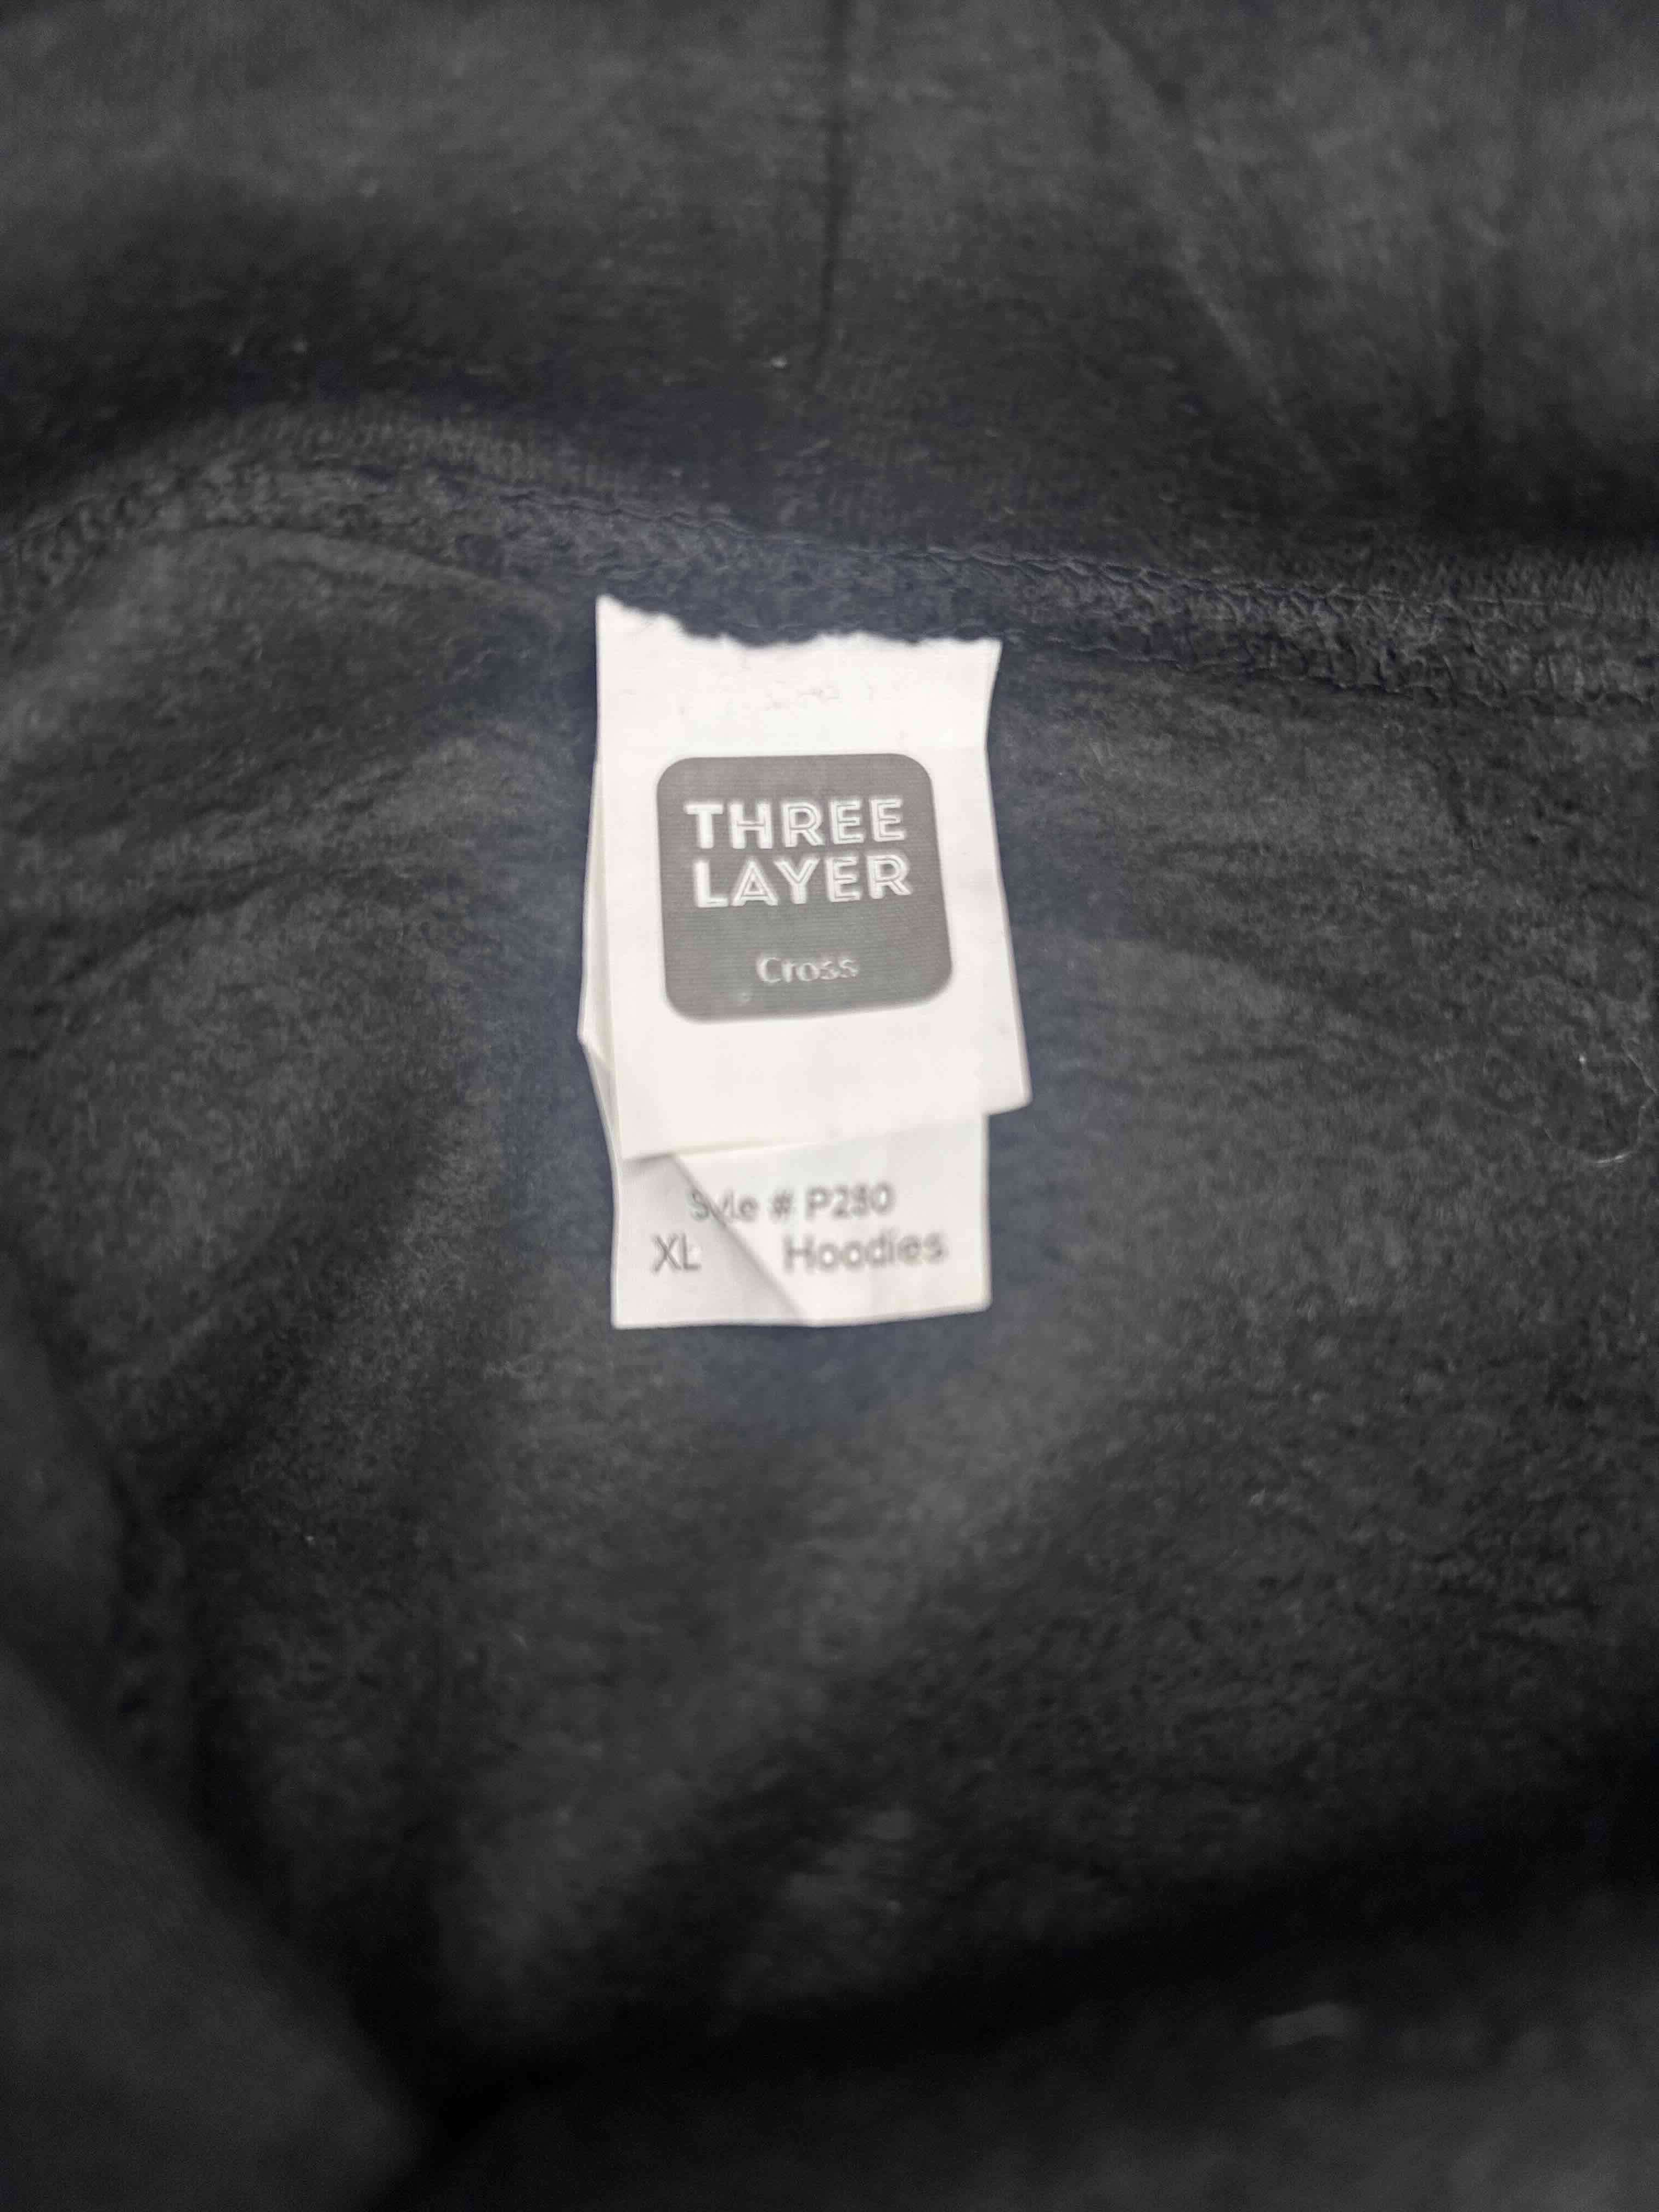 THREE
LAYER
Cross
Style # P280
XL Hoodies